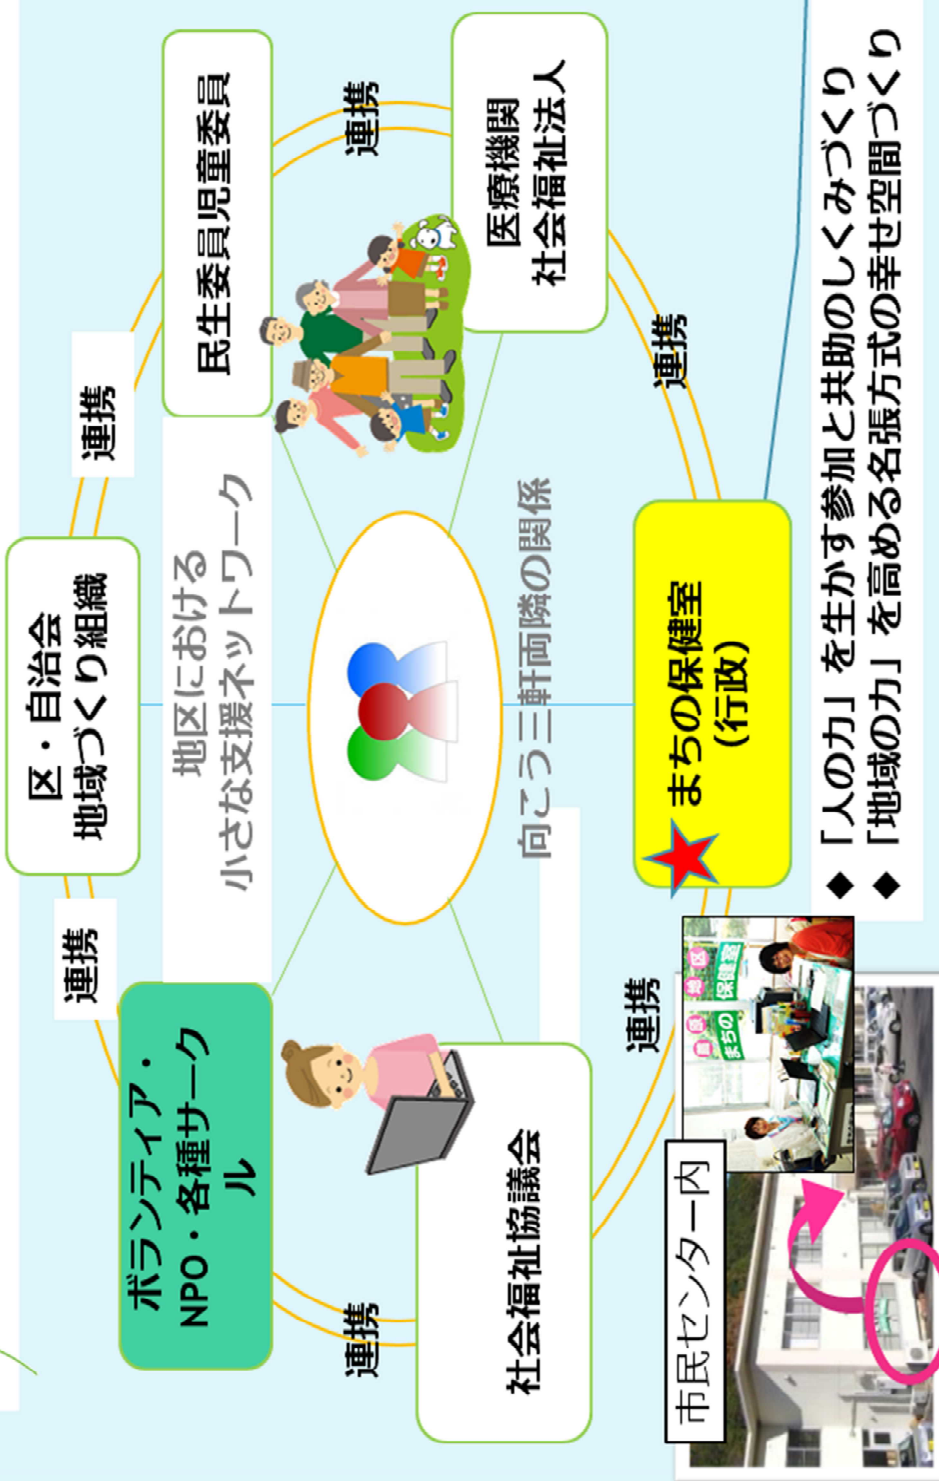 区・自治会
地域づくり組織
連携
連携
ボランティア・
NPO・各種サーク
ル
民生委員児童委員
地区における
小さな支援ネットワーク
連携
連携
向こう三軒両隣の関係
社会福祉協議会
医療機関
社会福祉法人
連携
連携
まちの保健室
(行政)
市民センター内
地区
まちの
保健室
◆「人の力」を生かす参加と共助のしくみづくり
◆「地域の力」を高める名張方式の幸せ空間づくり